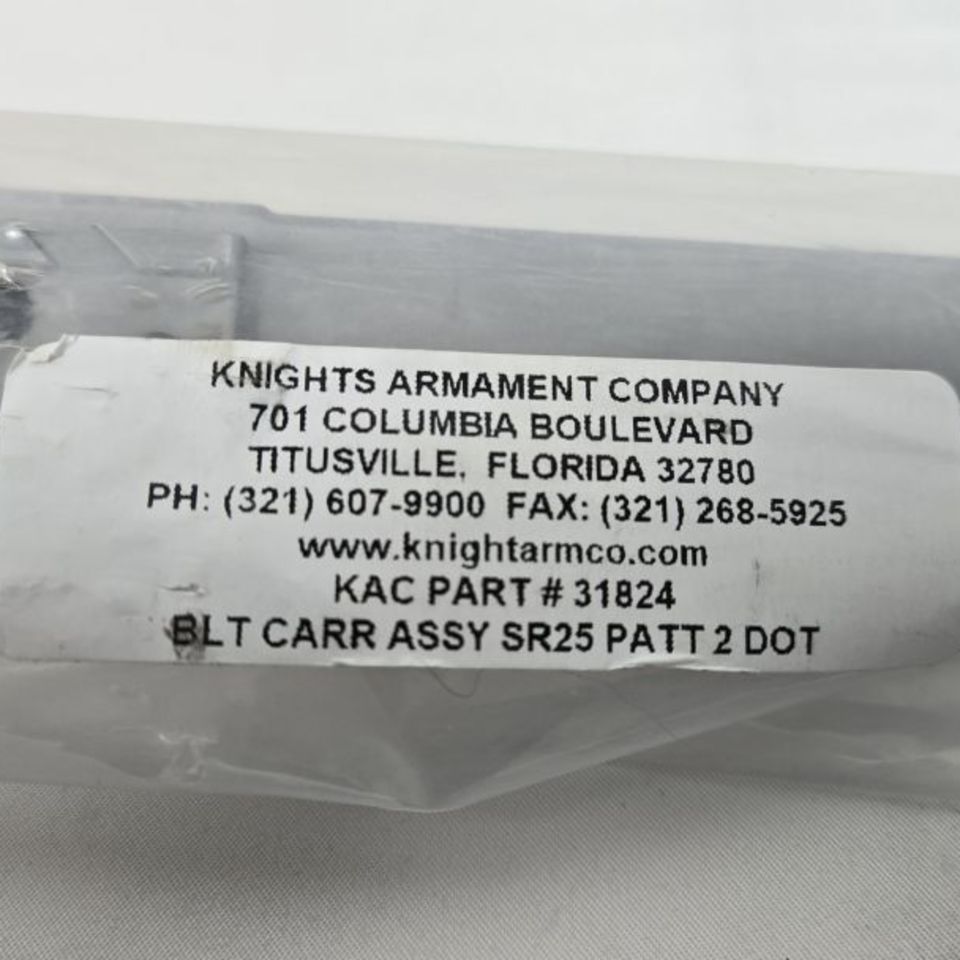 KNIGHTS ARMAMENT COMPANY
701 COLUMBIA BOULEVARD
TITUSVILLE, FLORIDA 32780
PH: (321) 607-9900 FAX: (321) 268-5925
www.knightarmco.com
KAC PART # 31824
BLT CARR ASSY SR25 PATT 2 DOT